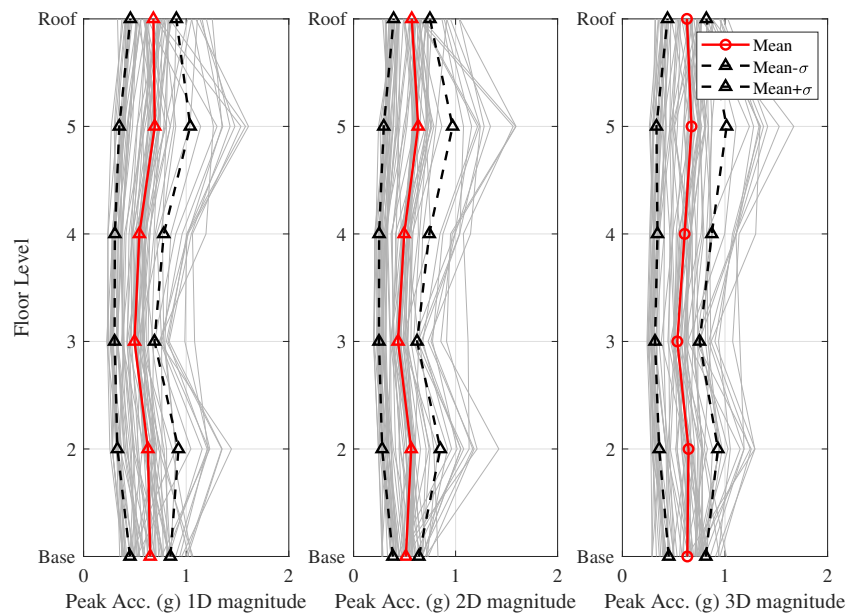 Floor Level
Roof
5
4
3
2
Base
0
1
2
Peak Acc. (g) 1D magnitude
Roof
5
4
3
2
Base
0
1
2
Peak Acc. (g) 2D magnitude
Roof
5
4
3
2
Base
0
1
2
Peak Acc. (g) 3D magnitude
Mean
Mean-σ
Mean+σ